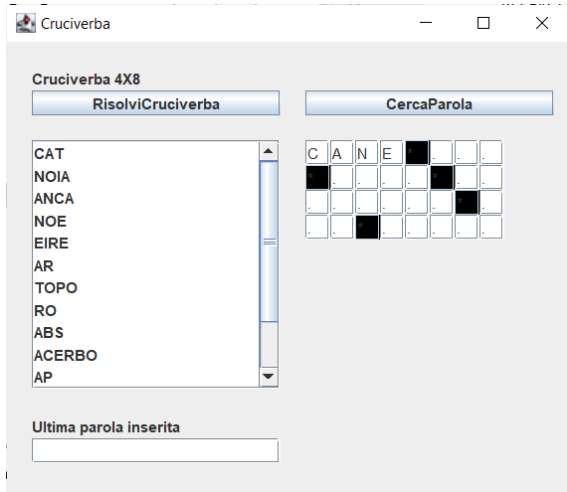 Cruciverba
Cruciverba 4X8
RisolviCruciverba
CercaParola
CAT
NOIA
ANCA
NOE
EIRE
AR
TOPO
RO
ABS
ACERBO
AP
C A N E * . . .
* . . . . * . .
. . . . . . * .
. . * . . . . .
Ultima parola inserita